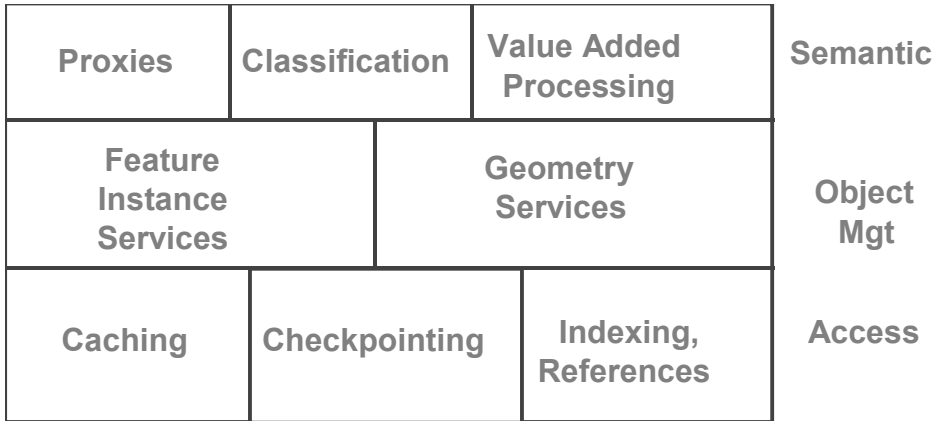 Proxies
Classification
Value Added
Processing
Semantic
Feature
Instance
Services
Geometry
Services
Object
Mgt
Caching
Checkpointing
Indexing,
References
Access